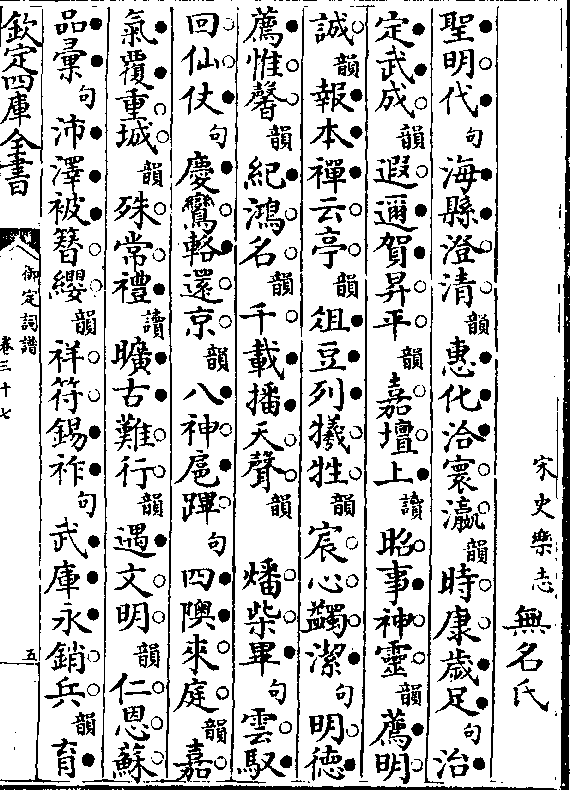 宋史樂志 無名氏
聖明代句海縣澄清韻惠化洽寰瀛韻時康歲足句治
定武成韻遐邇賀昇平韻嘉壇上讀昭事神靈韻薦明
誠韻報本禪云亭韻俎豆列犧牲韻宸心蠲潔句明德
薦惟馨韻紀鴻名韻千載播天聲韻 燔柴畢句雲馭
回仙仗句慶鸞輅還京韻八神扈蹕句四隩來庭韻嘉
氣覆重城韻殊常禮讀曠古難行韻遇文明韻仁恩蘇
品彙句沛澤被簪纓韻祥符錫祚句武庫永銷兵韻育
欽定四庫全書
御定詞譜
卷三十七
五